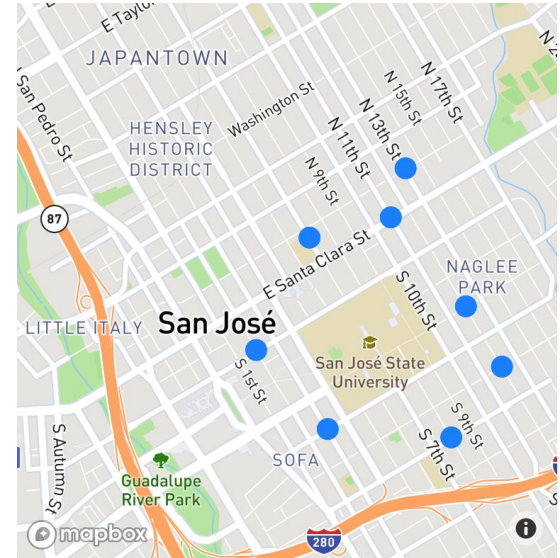 E Taylor
JAPANTOWN
N San Pedro St
Washington St
N 17th St
N 15th St
N 13th St
N 11th St
N 9th St
HENSLEY
HISTORIC
DISTRICT
87
E Santa Clara St
NAGLEE
PARK
S 10th St
LITTLE ITALY
San José
San José State
University
S 1st St
S Autumn St
SOFA
S 9th St
S 7th St
Guadalupe
River Park
280
mapbox
i